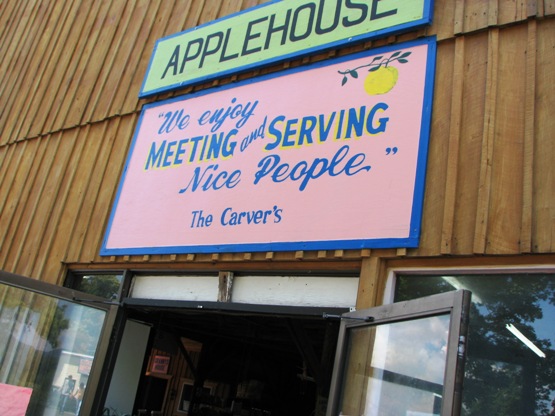 APPLEHOUSE
"We enjoy
MEETING and SERVING
Nice People"
The Carver's